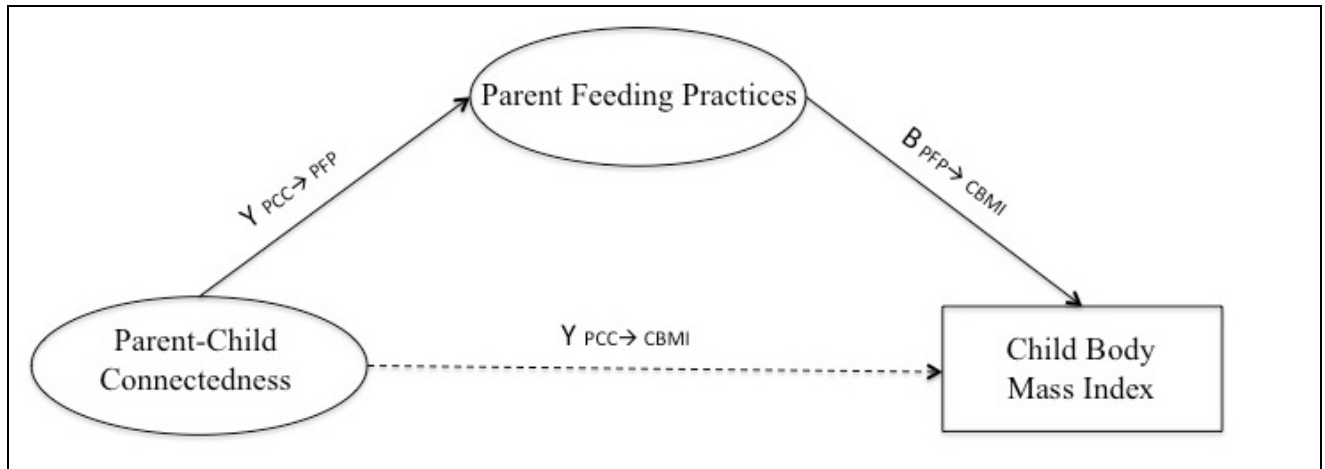 Parent Feeding Practices
Υ PCC→ PFP
Β PFP→ CBMI
Parent-Child
Connectedness
Υ PCC→ CBMI
Child Body
Mass Index